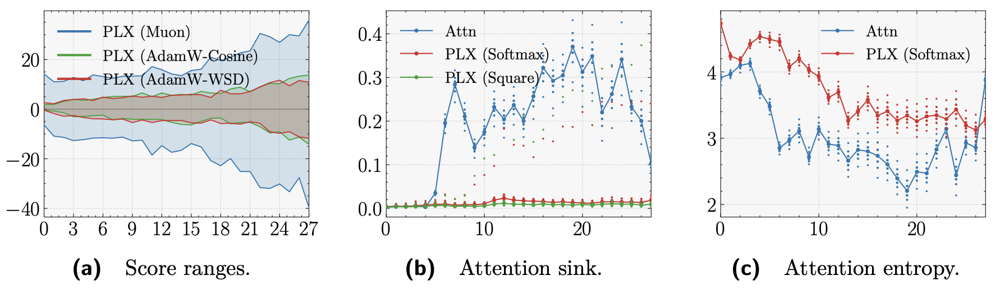 PLX (Muon)
PLX (AdamW-Cosine)
PLX (AdamW-WSD)
20
0
−20
−40
0 3 6 9 12 15 18 21 24 27
(a) Score ranges.
Attn
PLX (Softmax)
PLX (Square)
0.4
0.3
0.2
0.1
0.0
0 10 20
(b) Attention sink.
Attn
PLX (Softmax)
4
3
2
0 10 20
(c) Attention entropy.